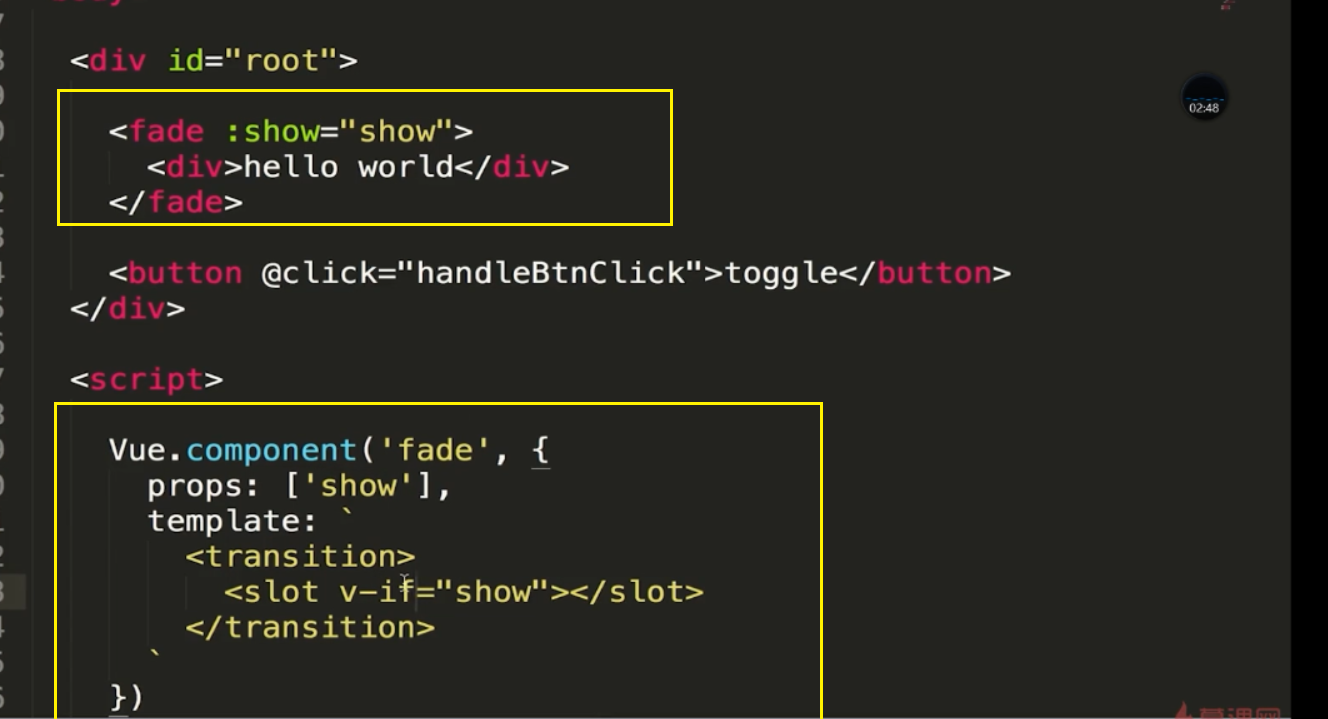 <div id="root">
02:48
<fade :show="show">
<div>hello world</div>
</fade>
<button @click="handleBtnClick">toggle</button>
</div>
<script>
Vue.component('fade', {
props: ['show'],
template: `
<transition>
<slot v-if="show"></slot>
</transition>
`
})